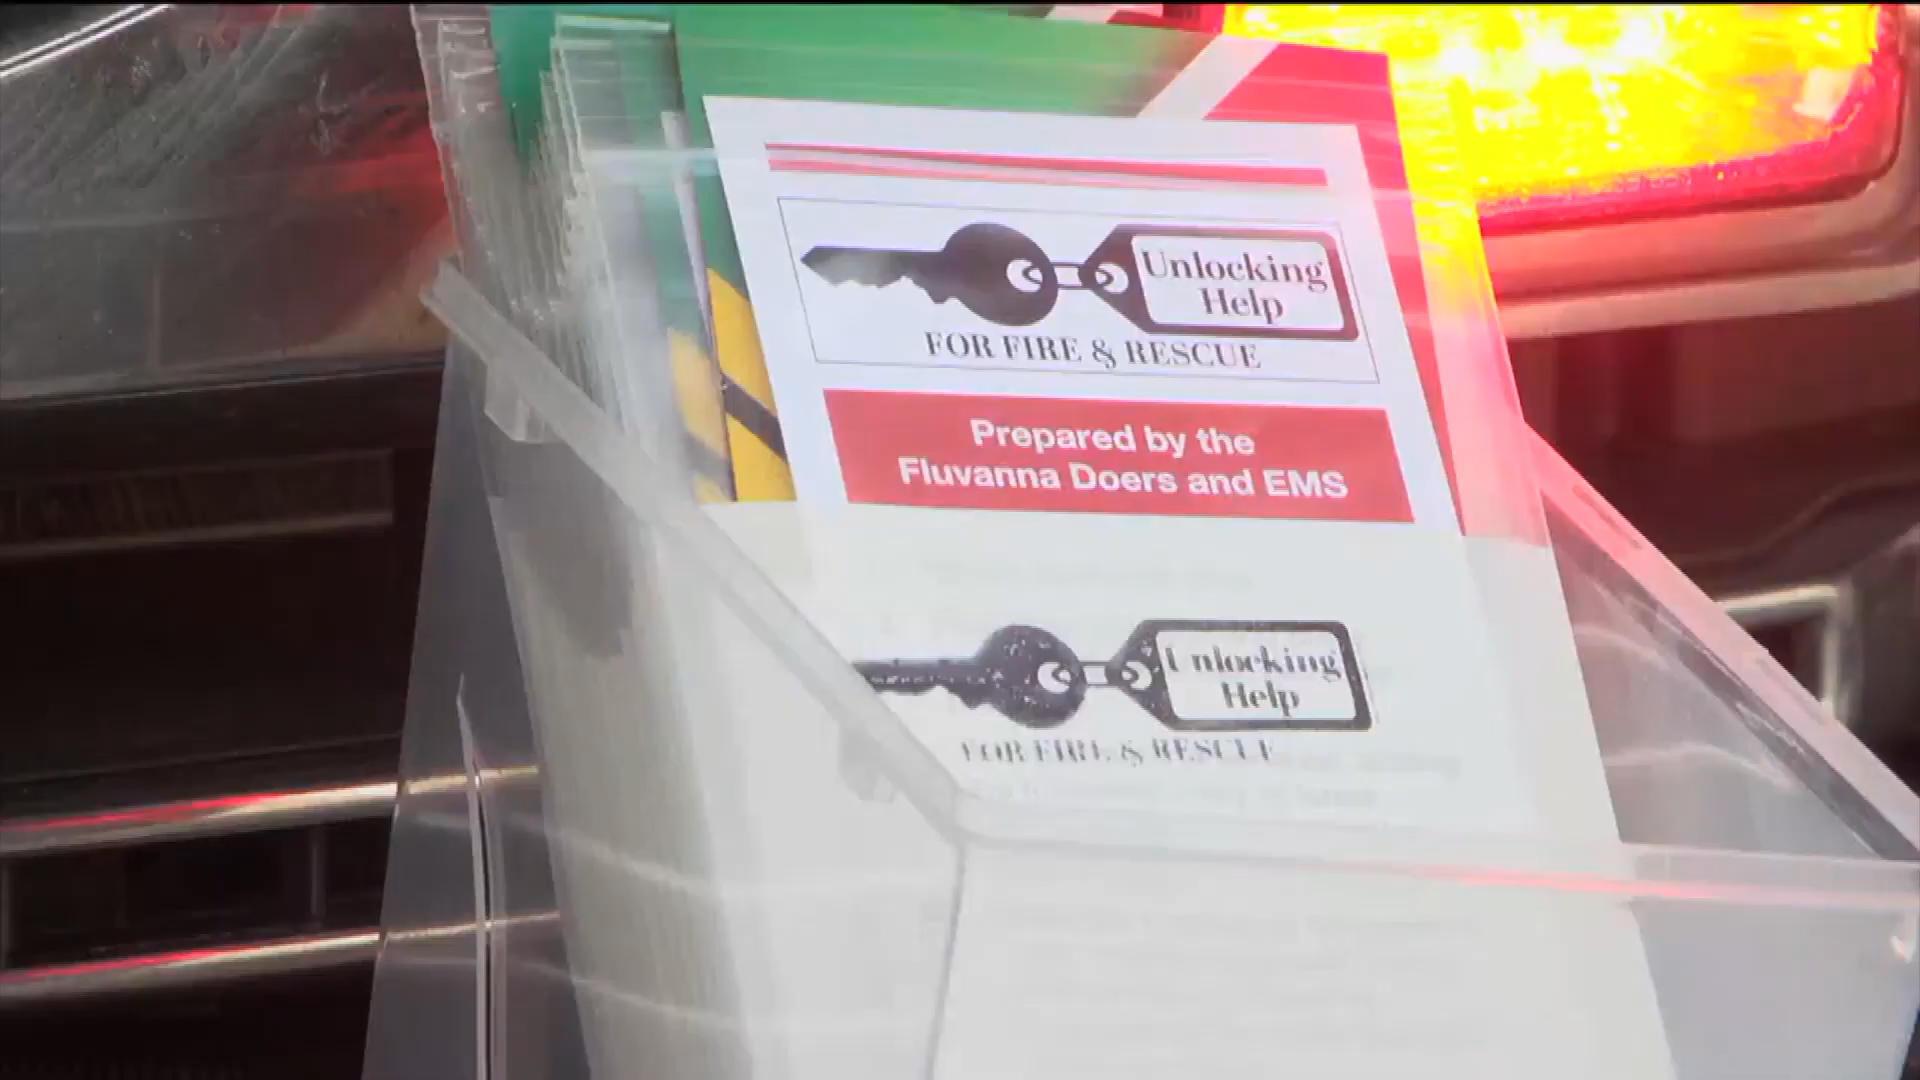 Unlocking
Help
FOR FIRE & RESCUE
Prepared by the
Fluvanna Doers and EMS
Unlocking
Help
FOR FIRE & RESCUE